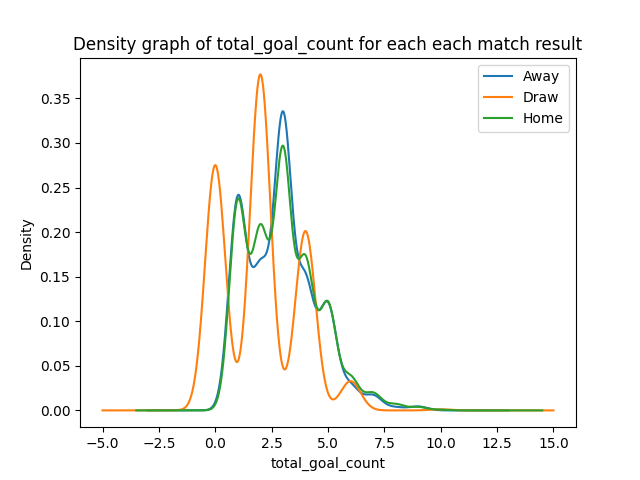 Density graph of total_goal_count for each each match result
Away
Draw
Home
0.35
0.30
0.25
0.20
0.15
0.10
0.05
0.00
Density
−5.0 −2.5 0.0 2.5 5.0 7.5 10.0 12.5 15.0
total_goal_count